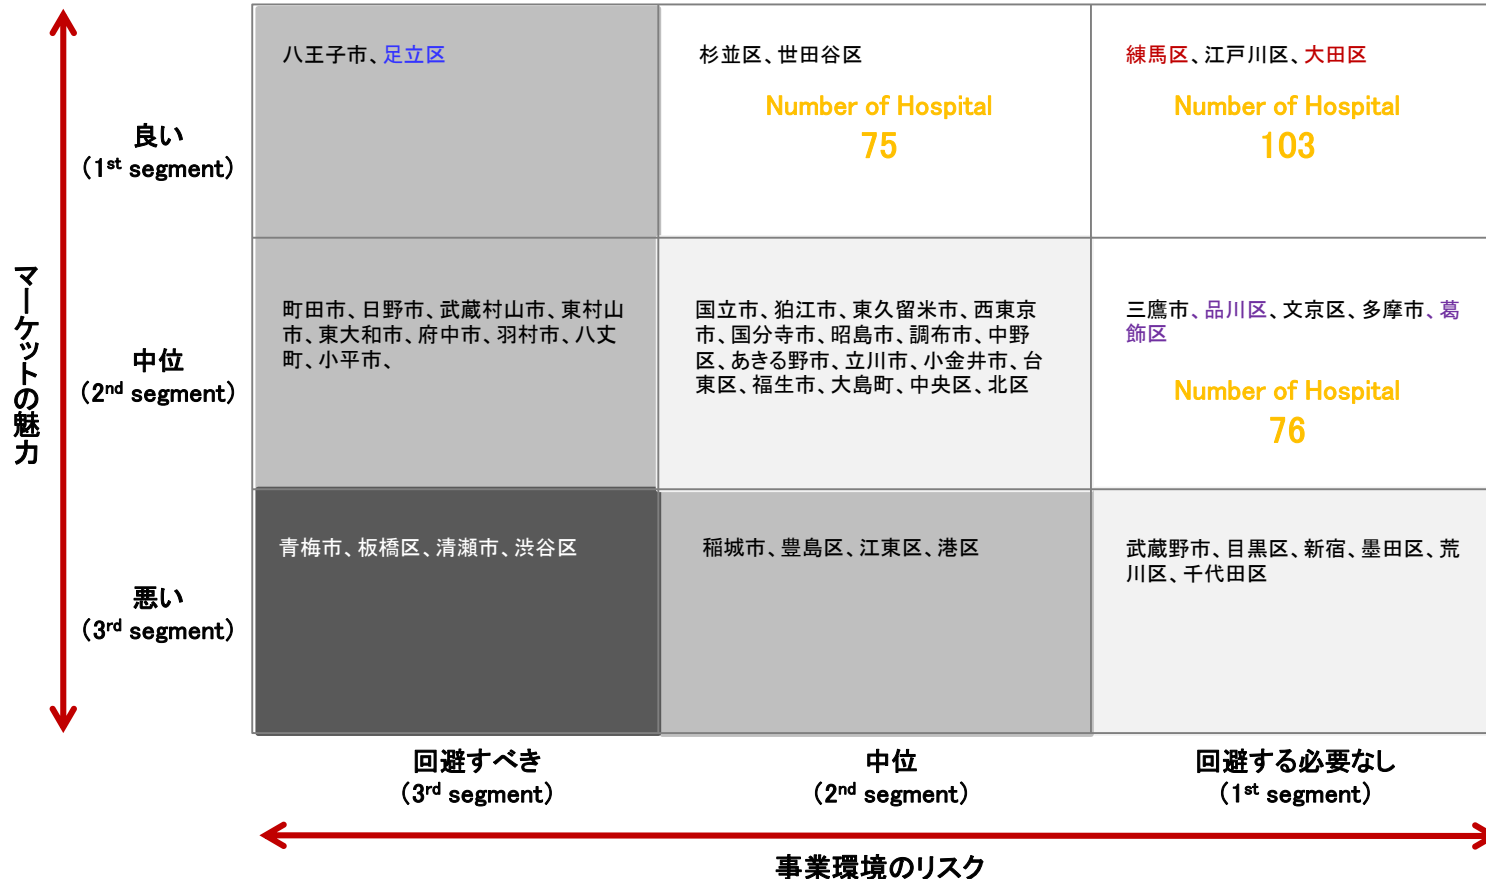 八王子市、足立区
杉並区、世田谷区
Number of Hospital
75
練馬区、江戸川区、大田区
Number of Hospital
103
良い
（1st segment）
マーケットの魅力
町田市、日野市、武蔵村山市、東村山
市、東大和市、府中市、羽村市、八丈
町、小平市、
国立市、狛江市、東久留米市、西東京
市、国分寺市、昭島市、調布市、中野
区、あきる野市、立川市、小金井市、台
東区、福生市、大島町、中央区、北区
三鷹市、品川区、文京区、多摩市、葛
飾区
Number of Hospital
76
中位
（2nd segment）
青梅市、板橋区、清瀬市、渋谷区
稲城市、豊島区、江東区、港区
武蔵野市、目黒区、新宿、墨田区、荒
川区、千代田区
悪い
（3rd segment）
回避すべき
（3rd segment）
中位
（2nd segment）
回避する必要なし
（1st segment）
事業環境のリスク